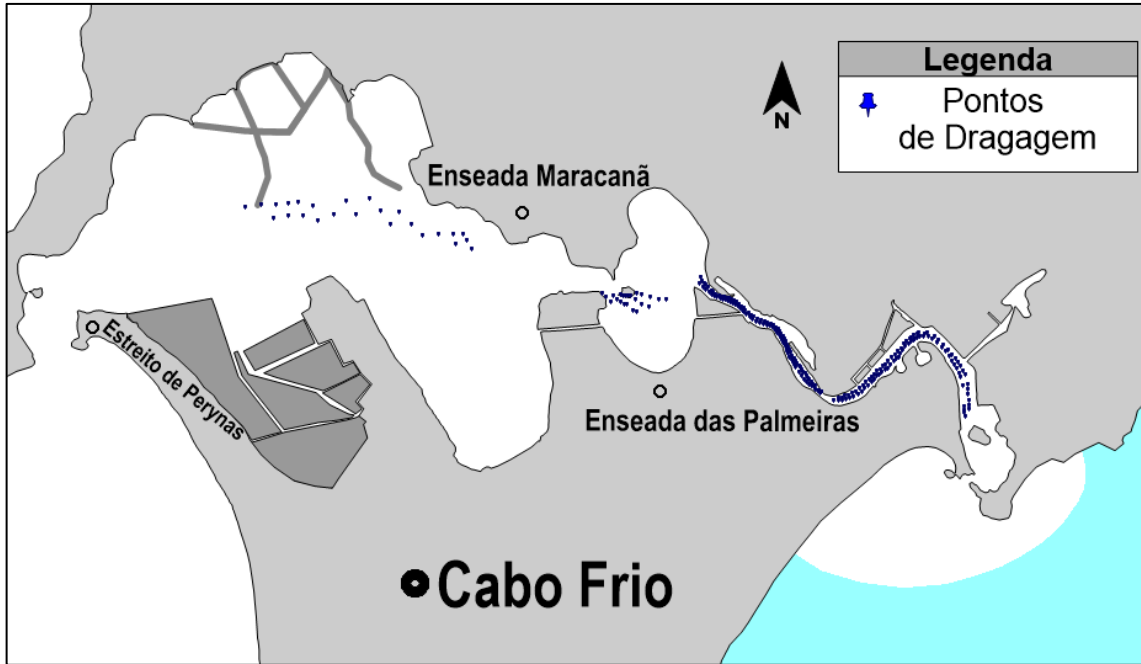 Legenda
Pontos
de Dragagem
N
Enseada Maracanã
Estreito de Perynas
Enseada das Palmeiras
Cabo Frio